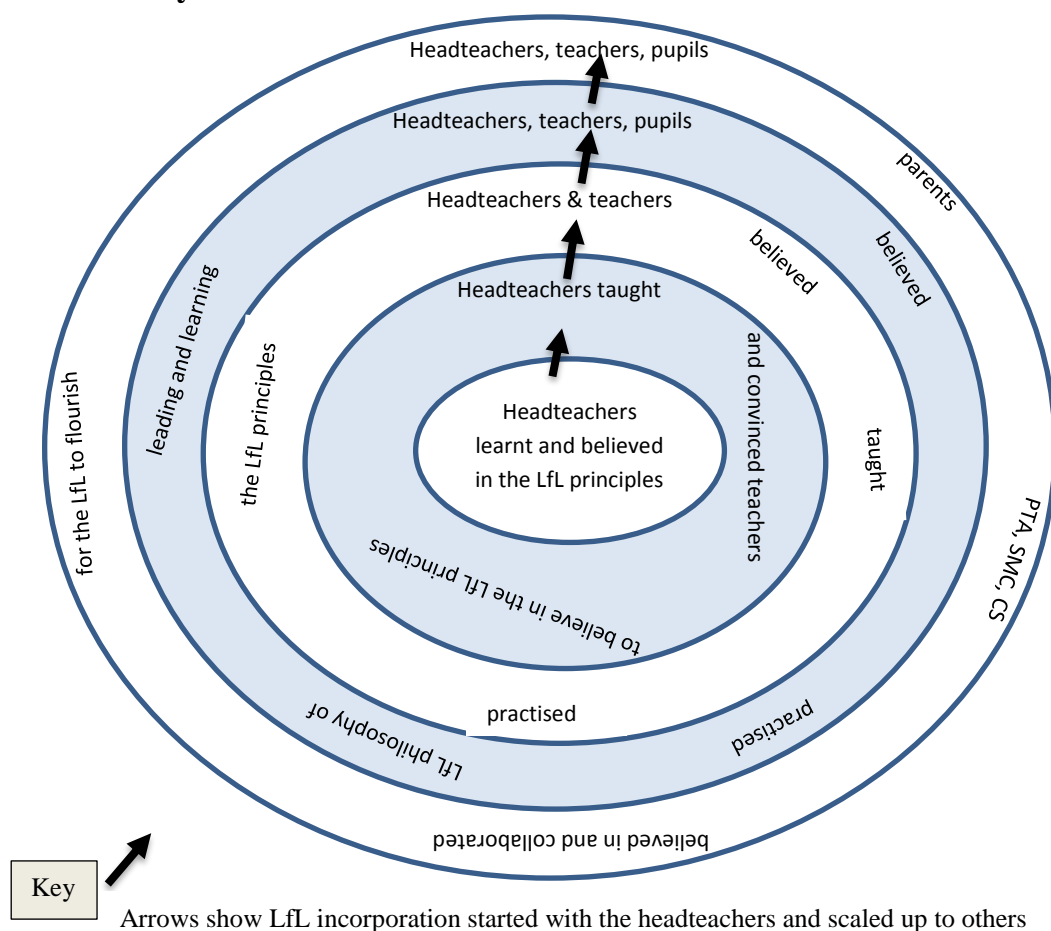 Headteachers, teachers, pupils
parents
PTA, SMC, CS
believed in and collaborated
for the LfL to flourish
Headteachers, teachers, pupils
believed
practised
LfL philosophy of
leading and learning
Headteachers & teachers
believed
taught
practised
the LfL principles
Headteachers taught
and convinced teachers
to believe in the LfL principles
Headteachers
learnt and believed
in the LfL principles
Key
Arrows show LfL incorporation started with the headteachers and scaled up to others